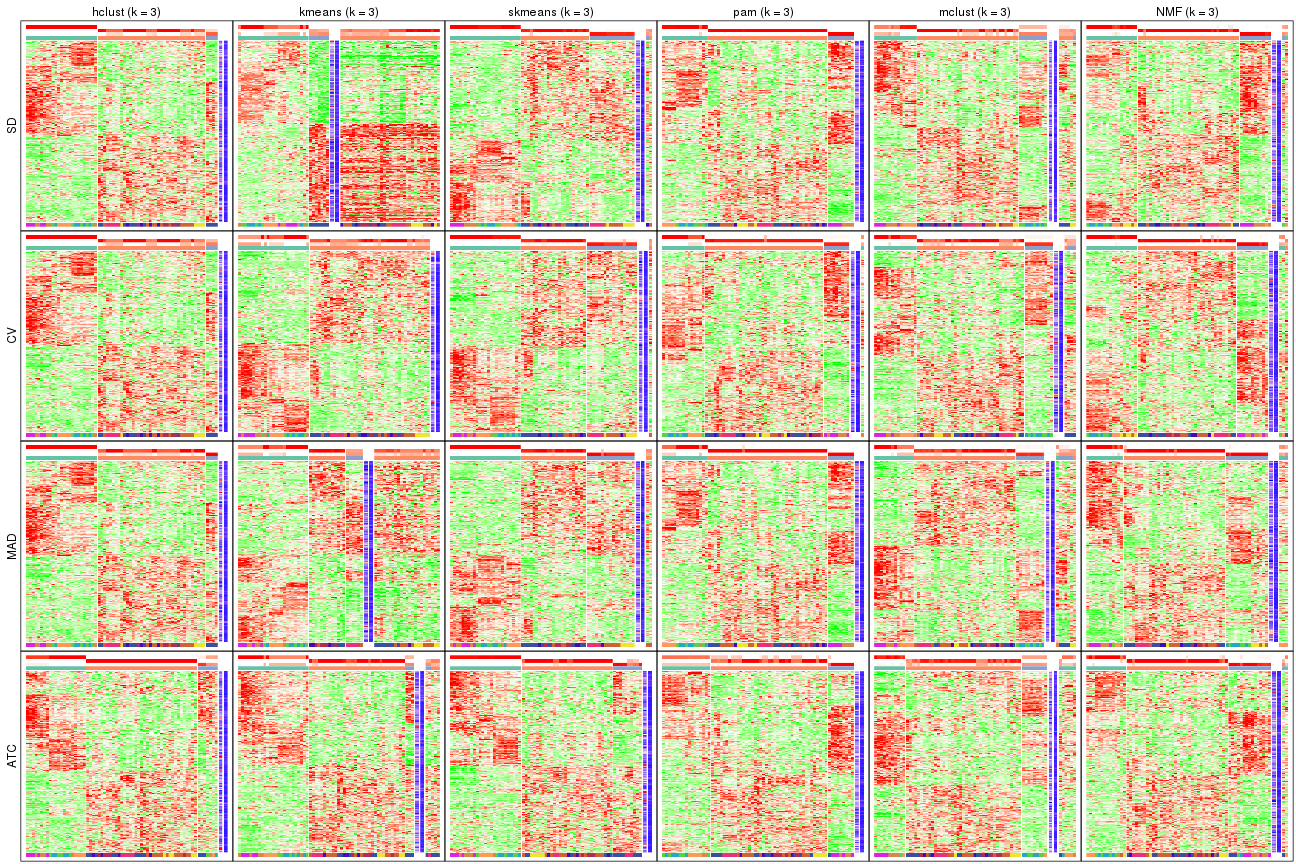 hclust (k = 3) kmeans (k = 3) skmeans (k = 3) pam (k = 3) mclust (k = 3) NMF (k = 3)
SD
CV
MAD
ATC